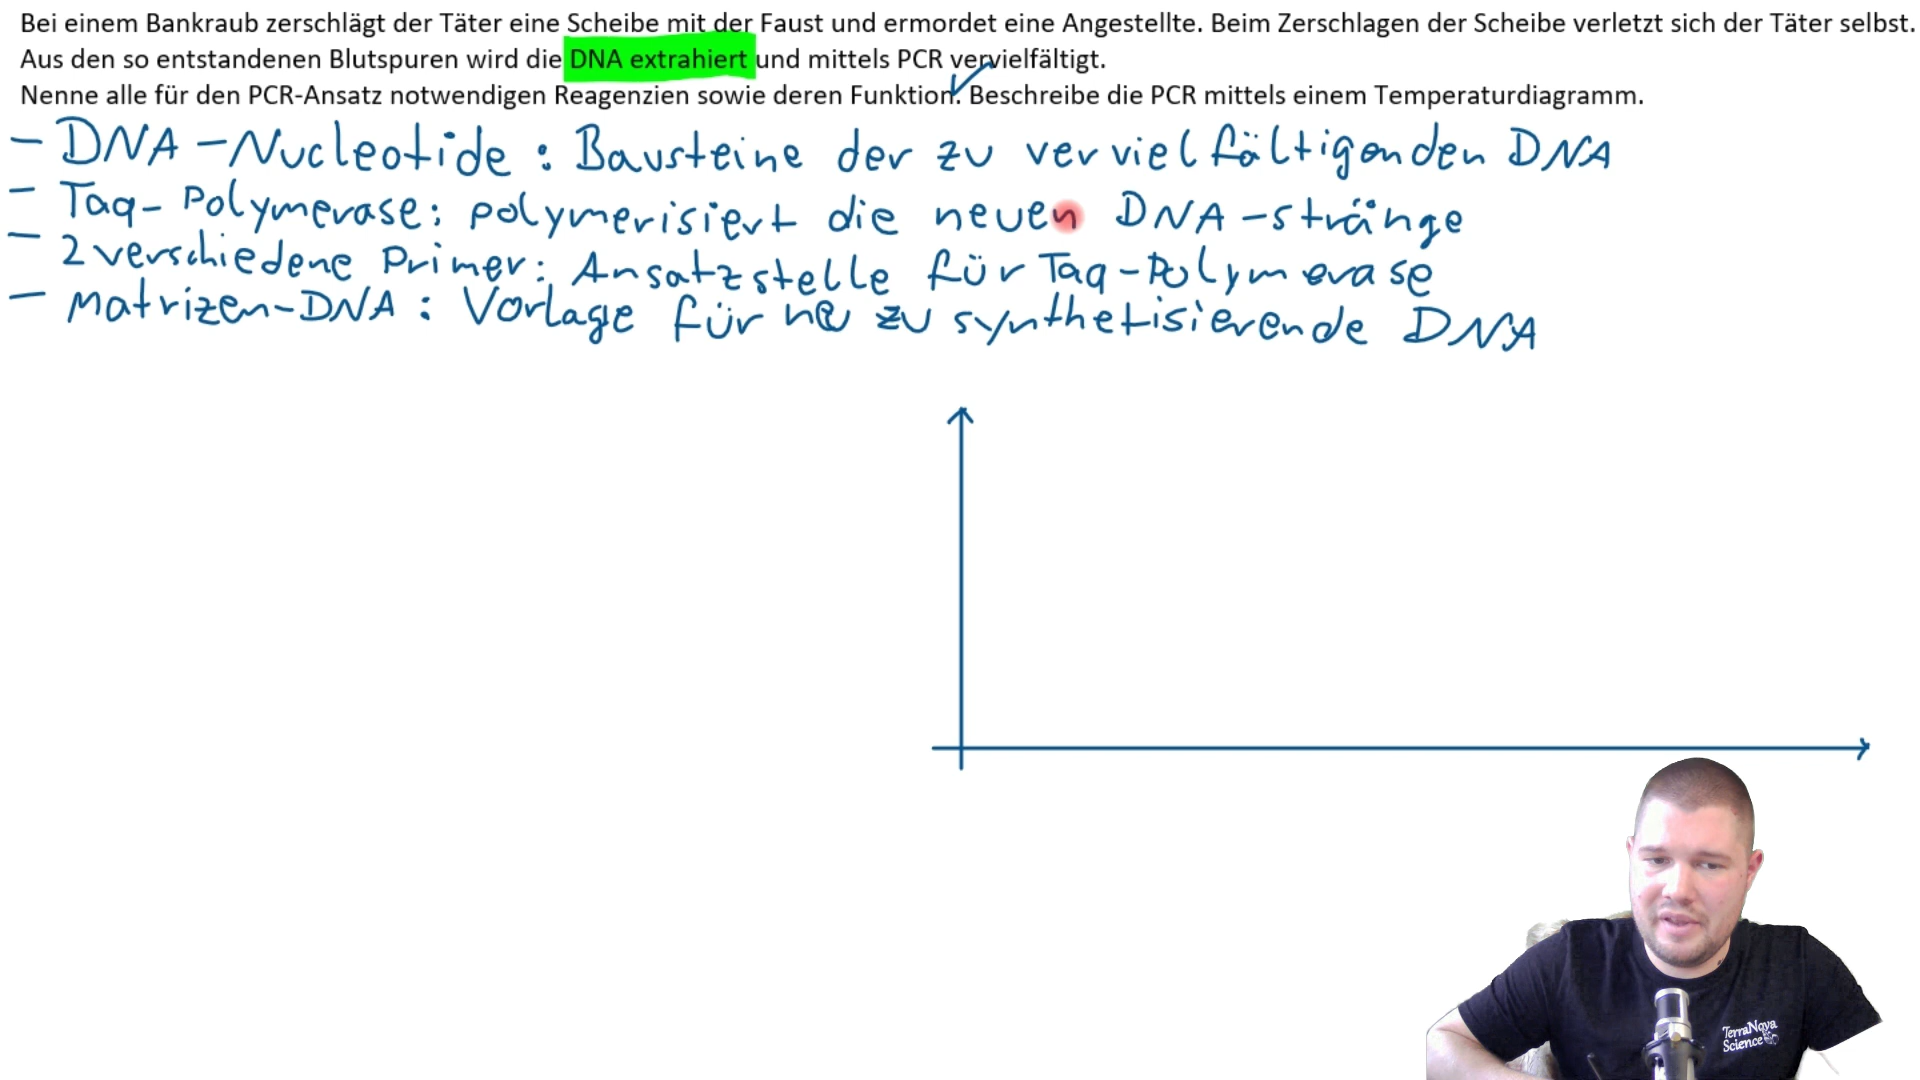 Bei einem Bankraub zerschlägt der Täter eine Scheibe mit der Faust und ermordet eine Angestellte. Beim Zerschlagen der Scheibe verletzt sich der Täter selbst.
Aus den so entstandenen Blutspuren wird die DNA extrahiert und mittels PCR vervielfältigt.
Nenne alle für den PCR-Ansatz notwendigen Reagenzien sowie deren Funktion. Beschreibe die PCR mittels einem Temperaturdiagramm.
- DNA-Nucleotide: Bausteine der zu vervielfältigenden DNA
- Taq-Polymerase: polymerisiert die neuen DNA-stränge
- 2 verschiedene Primer: Ansatzstelle für Taq-Polymerase
- Matrizen-DNA: Vorlage für neu zu synthetisierende DNA
TerraNova
Science